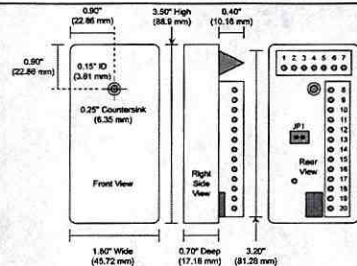 0.90"
(22.86 mm)
3.50" High
(88.9 mm)
0.40"
(10.16 mm)
0.90"
(22.86 mm)
0.15" ID
(3.81 mm)
0.25" Countersink
(6.35 mm)
Front View
Right
Side
View
1 2 3 4 5 6 7
JP1
Rear
View
8
9
10
11
12
13
14
15
16
17
18
19
20
1.80" Wide
(45.72 mm)
0.70" Deep
(17.18 mm)
3.20"
(81.28 mm)